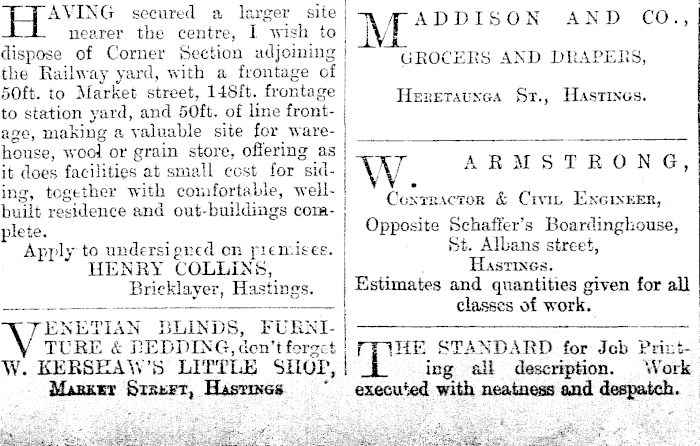 HAVING secured a larger site
nearer the centre, I wish to
dispose of Corner Section adjoining
the Railway yard, with a frontage of
50ft. to Market street, 148ft. frontage
to station yard, and 50ft. of line front-
age, making a valuable site for ware-
house, wool or grain store, offering as
it does facilities at small cost for sid-
ing, together with comfortable, well-
built residence and out-buildings com-
plete.
Apply to undersigned on premises.
HENRY COLLINS,
Bricklayer, Hastings.
VENETIAN BLINDS, FURNI-
TURE & BEDDING, don't forget
W. KERSHAW'S LITTLE SHOP,
MARKET STREET, HASTINGS
MADDISON AND CO.,
GROCERS AND DRAPERS,
HERETAUNGA ST., HASTINGS.
W. ARMSTRONG,
CONTRACTOR & CIVIL ENGINEER,
Opposite Schaffer's Boardinghouse,
St. Albans street,
HASTINGS.
Estimates and quantities given for all
classes of work.
THE STANDARD for Job Print-
ing all description. Work
executed with neatness and despatch.